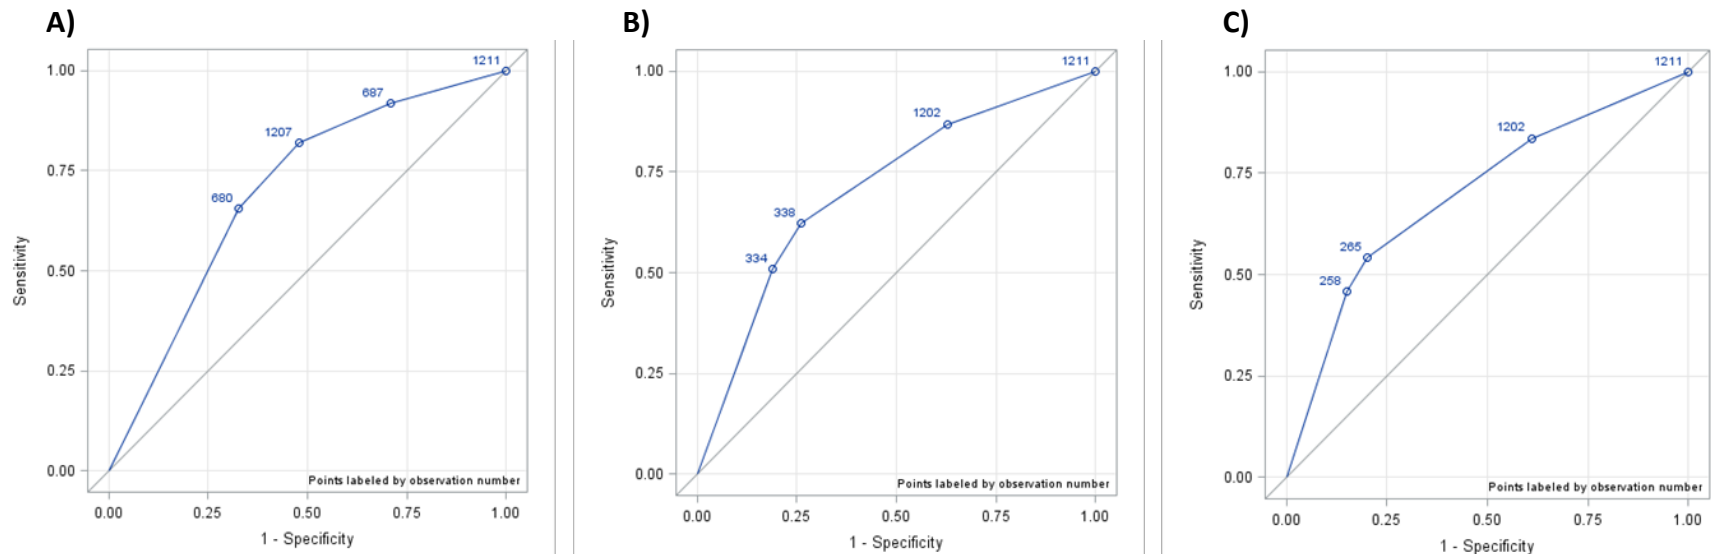 A)
B)
C)
1.00
0.75
0.50
0.25
0.00
Sensitivity
680
1207
687
1211
Points labeled by observation number
0.00 0.25 0.50 0.75 1.00
1 - Specificity
1.00
0.75
0.50
0.25
0.00
Sensitivity
334
338
1202
1211
Points labeled by observation number
0.00 0.25 0.50 0.75 1.00
1 - Specificity
1.00
0.75
0.50
0.25
0.00
Sensitivity
258
265
1202
1211
Points labeled by observation number
0.00 0.25 0.50 0.75 1.00
1 - Specificity